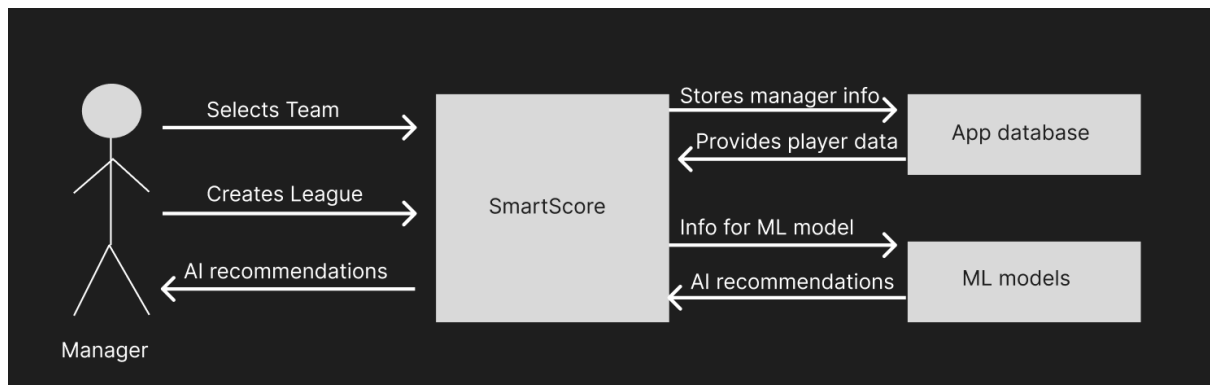 Selects Team
Creates League
AI recommendations
Manager
SmartScore
Stores manager info
Provides player data
Info for ML model
AI recommendations
App database
ML models